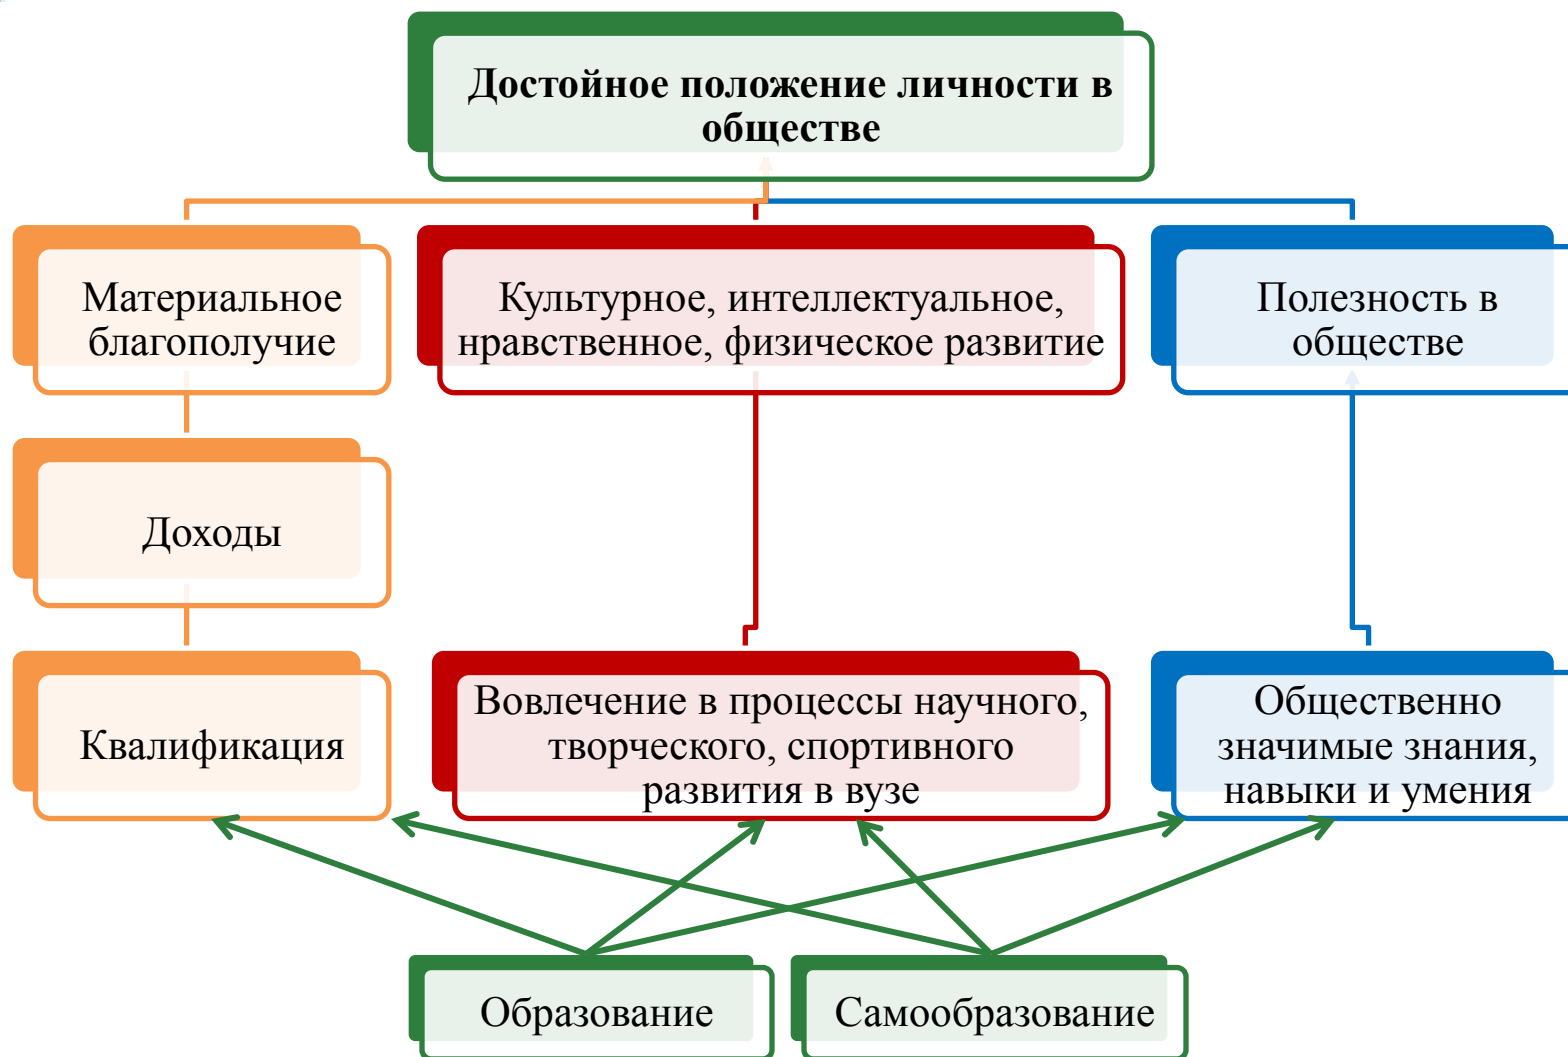 Достойное положение личности в
обществе
Материальное
благополучие
Культурное, интеллектуальное,
нравственное, физическое развитие
Полезность в
обществе
Доходы
Квалификация
Вовлечение в процессы научного,
творческого, спортивного
развития в вузе
Общественно
значимые знания,
навыки и умения
Образование
Самообразование